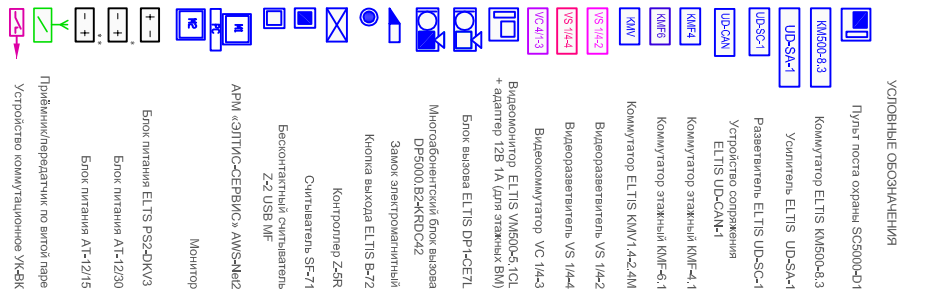 УСЛОВНЫЕ ОБОЗНАЧЕНИЯ
Пульт поста охраны SC5000-D1
KM500-8.3
Коммутатор ELTIS KM500-8.3
UD-SA-1
Усилитель ELTIS UD-SA-1
UD-SC-1
Разветвитель ELTIS UD-SC-1
UD-CAN
Устройство сопряжения
ELTIS UD-CAN-1
KMF4
Коммутатор этажный KMF-4.1
KMF6
Коммутатор этажный KMF-6.1
KMV
Коммутатор ELTIS KMV1.4-2.4М
VS 1/4-2
Видеоразветвитель VS 1/4-2
VS 1/4-4
Видеоразветвитель VS 1/4-4
VC 4/1-3
Видеокоммутатор VC 1/4-3
Видеомонитор ELTIS VM500-5.1CL
+ адаптер 12В 1А (для этажных ВМ)
Блок вызова ELTIS DP1-CE7L
Многоабонентский блок вызова
DP5000.B2-KRDC42
Замок электромагнитный
Кнопка выхода ELTIS B-72
Контроллер Z-5R
Считыватель SF-71
Бесконтактный считыватель
Z-2 USB MF
M1
PC
АРМ «ЭЛТИС-СЕРВИС» AWS-Net2
M2
Монитор
+ -
Блок питания ELTIS PS2-DKV3
- + *
Блок питания AT-12/30
- + **
Блок питания AT-12/15
Приёмник/передатчик по витой паре
Устройство коммутационное УК-ВК